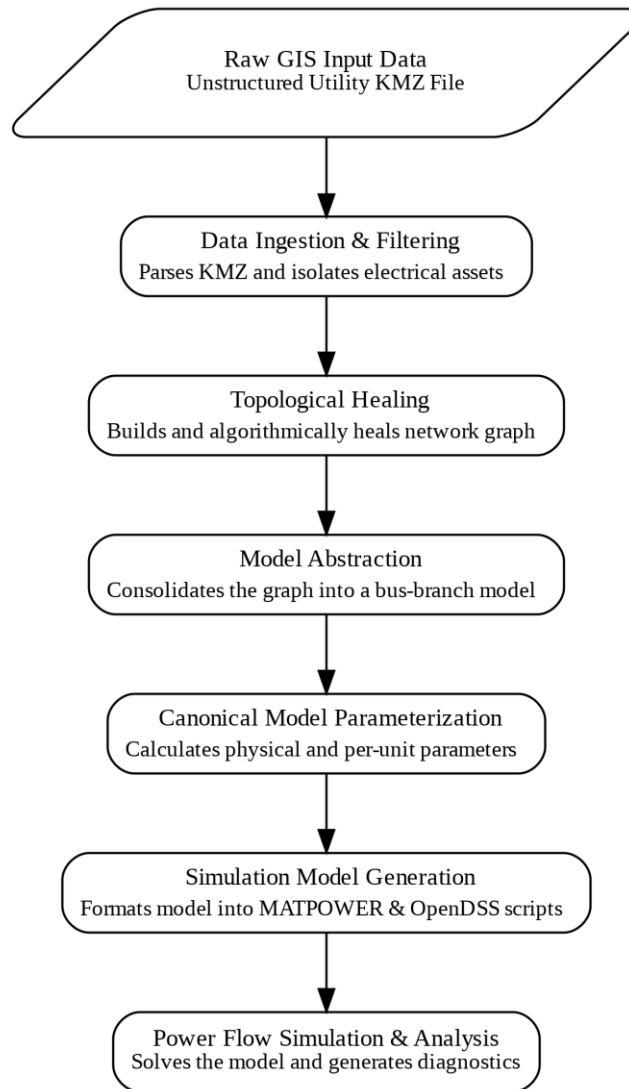 Raw GIS Input Data
Unstructured Utility KMZ File
Data Ingestion & Filtering
Parses KMZ and isolates electrical assets
Topological Healing
Builds and algorithmically heals network graph
Model Abstraction
Consolidates the graph into a bus-branch model
Canonical Model Parameterization
Calculates physical and per-unit parameters
Simulation Model Generation
Formats model into MATPOWER & OpenDSS scripts
Power Flow Simulation & Analysis
Solves the model and generates diagnostics